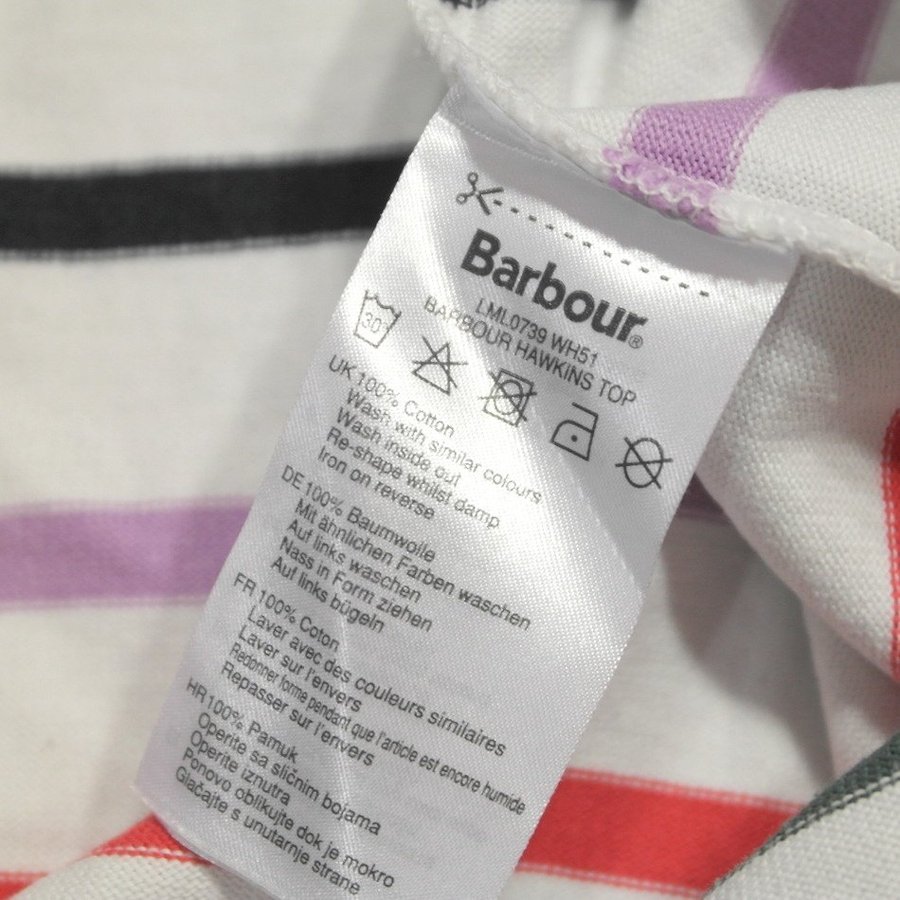 Barbour®
LML0739 WH51
BARBOUR HAWKINS TOP
30°
UK 100% Cotton
Wash with similar colours
Wash inside out
Re-shape whilst damp
Iron on reverse
DE 100% Baumwolle
Mit ähnlichen Farben waschen
Auf links waschen
Nass in Form ziehen
Auf links bügeln
FR 100% Coton
Laver avec des couleurs similaires
Laver sur l'envers
Redonner forme pendant que l'article est encore humide
Repasser sur l'envers
HR 100% Pamuk
Operite sa sličnim bojama
Operite iznutra
Ponovo oblikujte dok je mokro
Glačajte s unutarnje strane